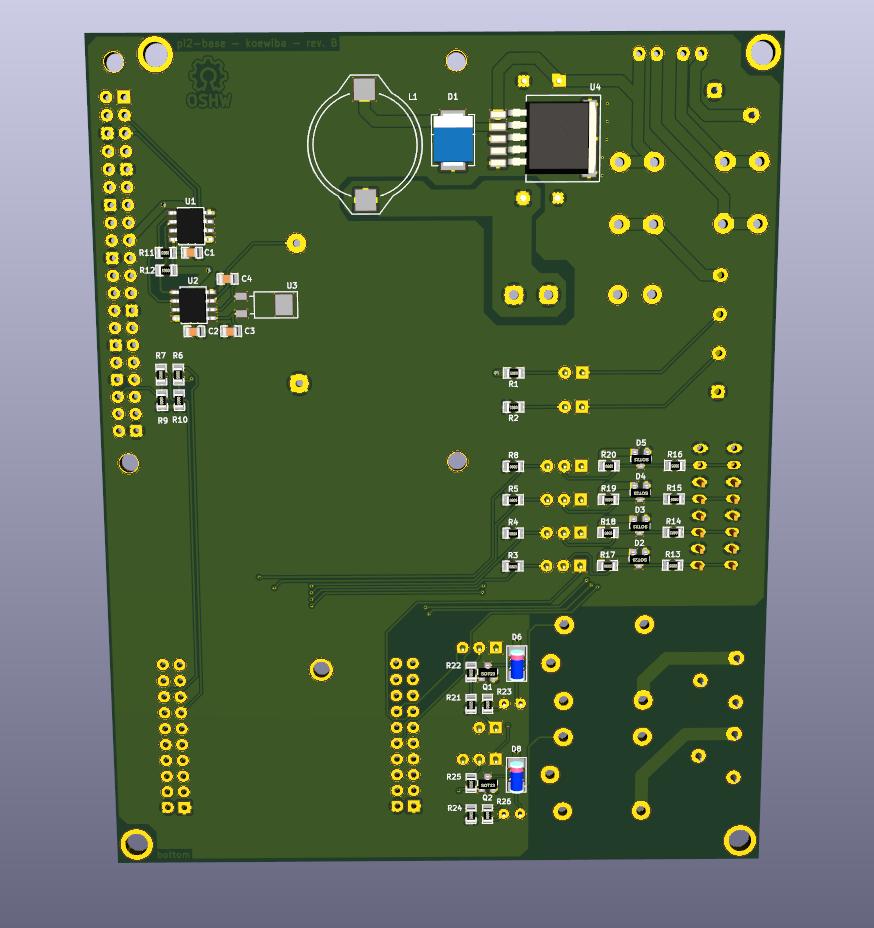 pi2-base – koewiba – rev. B
OSHW
L1
D1
U4
U1
R11
C1
R12
C4
U2
U3
C2
C3
R7 R6
R9 R10
R1
R2
D5
R8
R20
R16
D4
R5
R19
R15
D3
R4
R18
R14
D2
R3
R17
R13
D6
R22
Q1
R21
R23
D8
R25
Q2
R24
R26
SOT23
SOT23
bottom